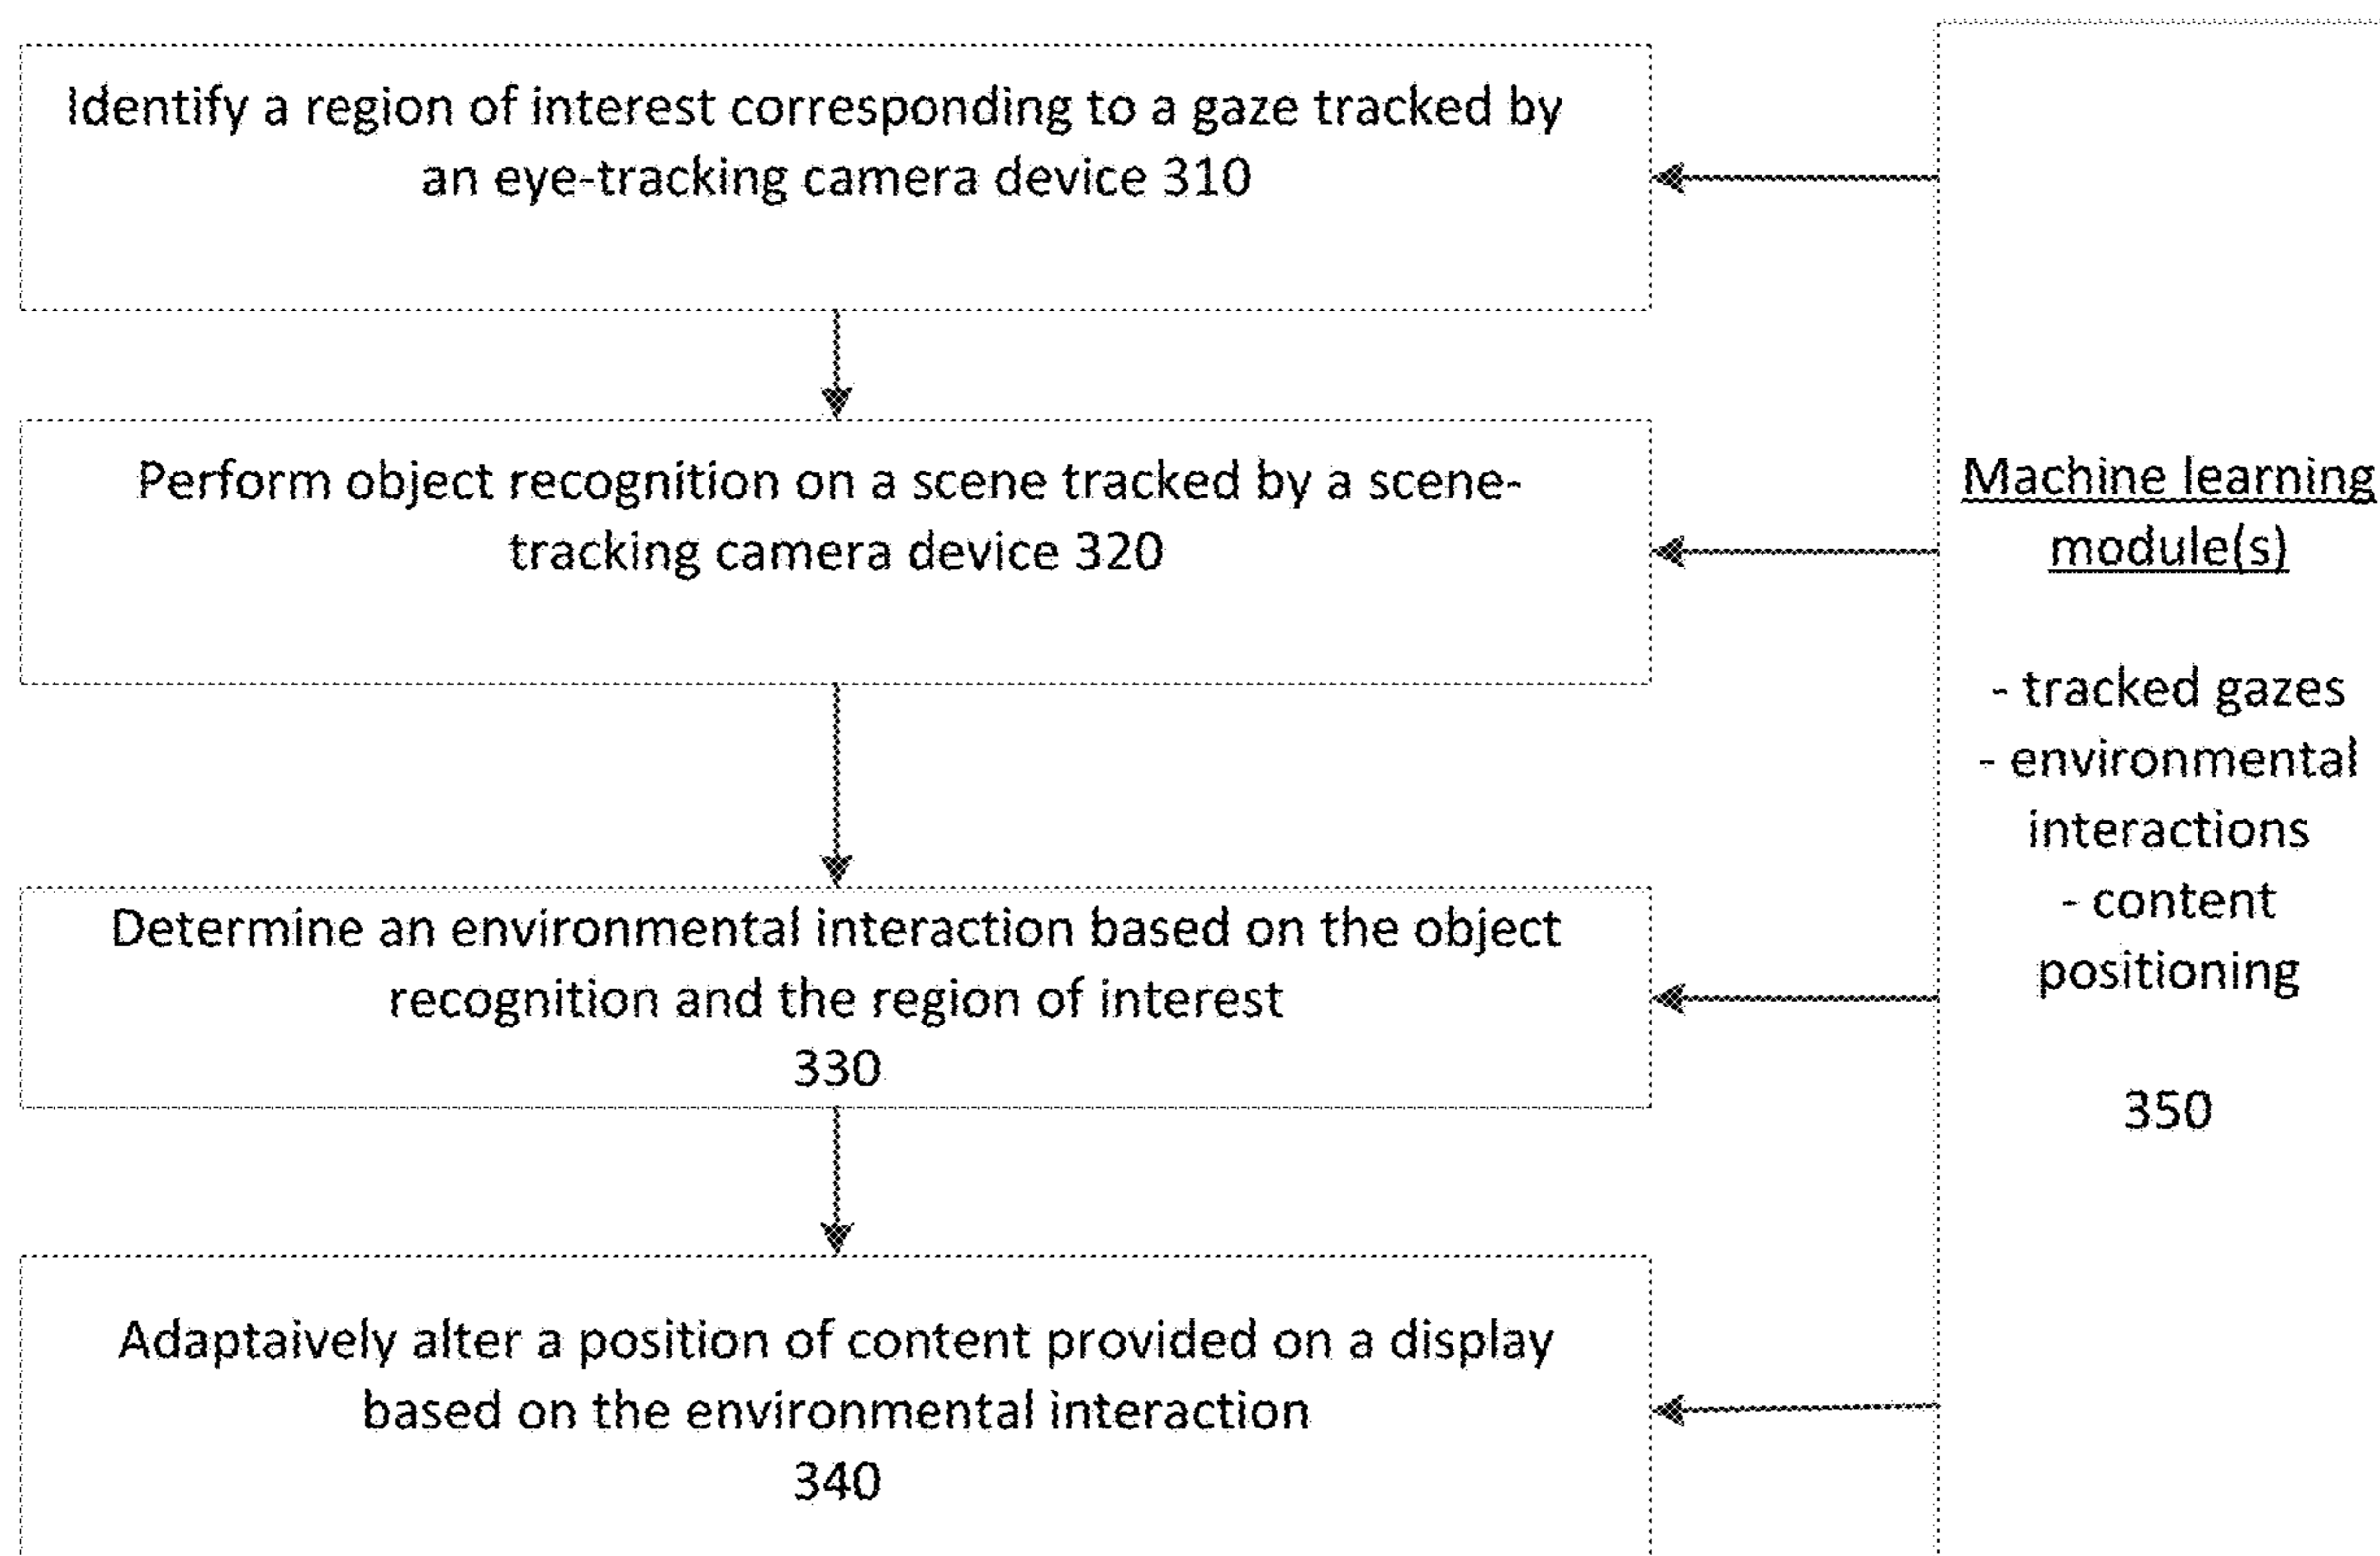 Identify a region of interest corresponding to a gaze tracked by
an eye-tracking camera device 310
Perform object recognition on a scene tracked by a scene-
tracking camera device 320
Determine an environmental interaction based on the object
recognition and the region of interest
330
Adaptaively alter a position of content provided on a display
based on the environmental interaction
340
Machine learning
module(s)
- tracked gazes
- environmental
interactions
- content
positioning
350